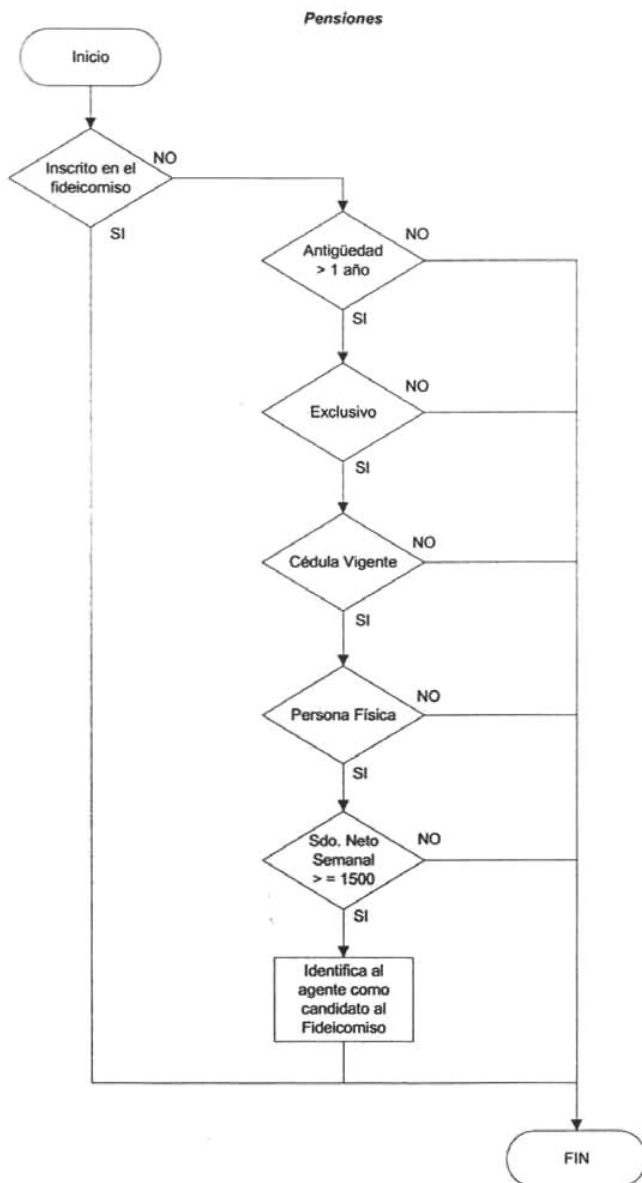 Pensiones
Inicio
Inscrito en el
fideicomiso
NO
SI
Antigüedad
> 1 año
NO
SI
Exclusivo
NO
SI
Cédula Vigente
NO
SI
Persona Física
NO
SI
Sdo. Neto
Semanal
> = 1500
NO
SI
Identifica al
agente como
candidato al
Fideicomiso
FIN